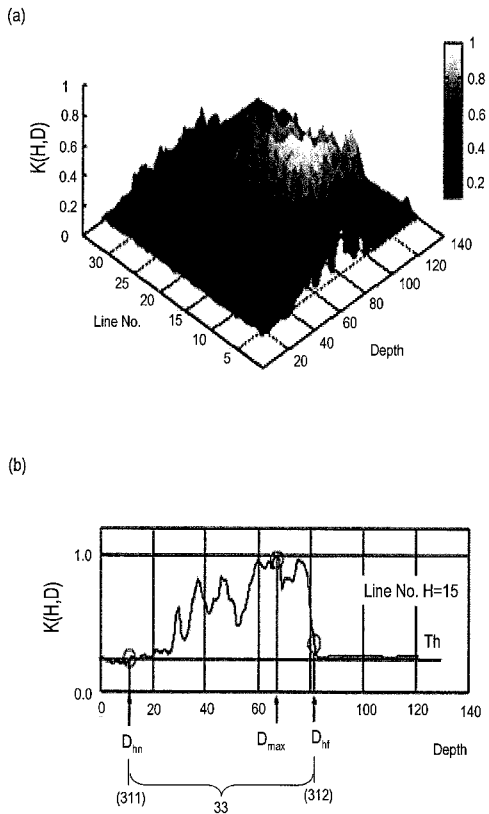 (a)
K(H,D)
1
0.8
0.6
0.4
0.2
0
30
25
20
15
10
5
Line No.
20
40
60
80
100
120
140
Depth
1
0.8
0.6
0.4
0.2
(b)
K(H,D)
1.0
0.0
Line No. H=15
Th
0 20 40 60 80 100 120 140
Dhn Dmax Dhf Depth
(311) 33 (312)